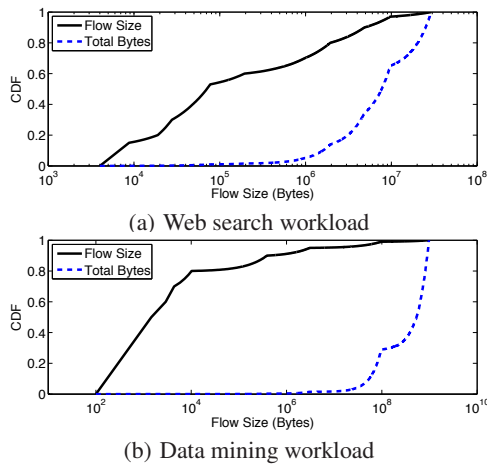 1
0.8
0.6
0.4
0.2
0
CDF
Flow Size
Total Bytes
10^3 10^4 10^5 10^6 10^7 10^8
Flow Size (Bytes)
(a) Web search workload
1
0.8
0.6
0.4
0.2
0
CDF
Flow Size
Total Bytes
10^2 10^4 10^6 10^8 10^10
Flow Size (Bytes)
(b) Data mining workload